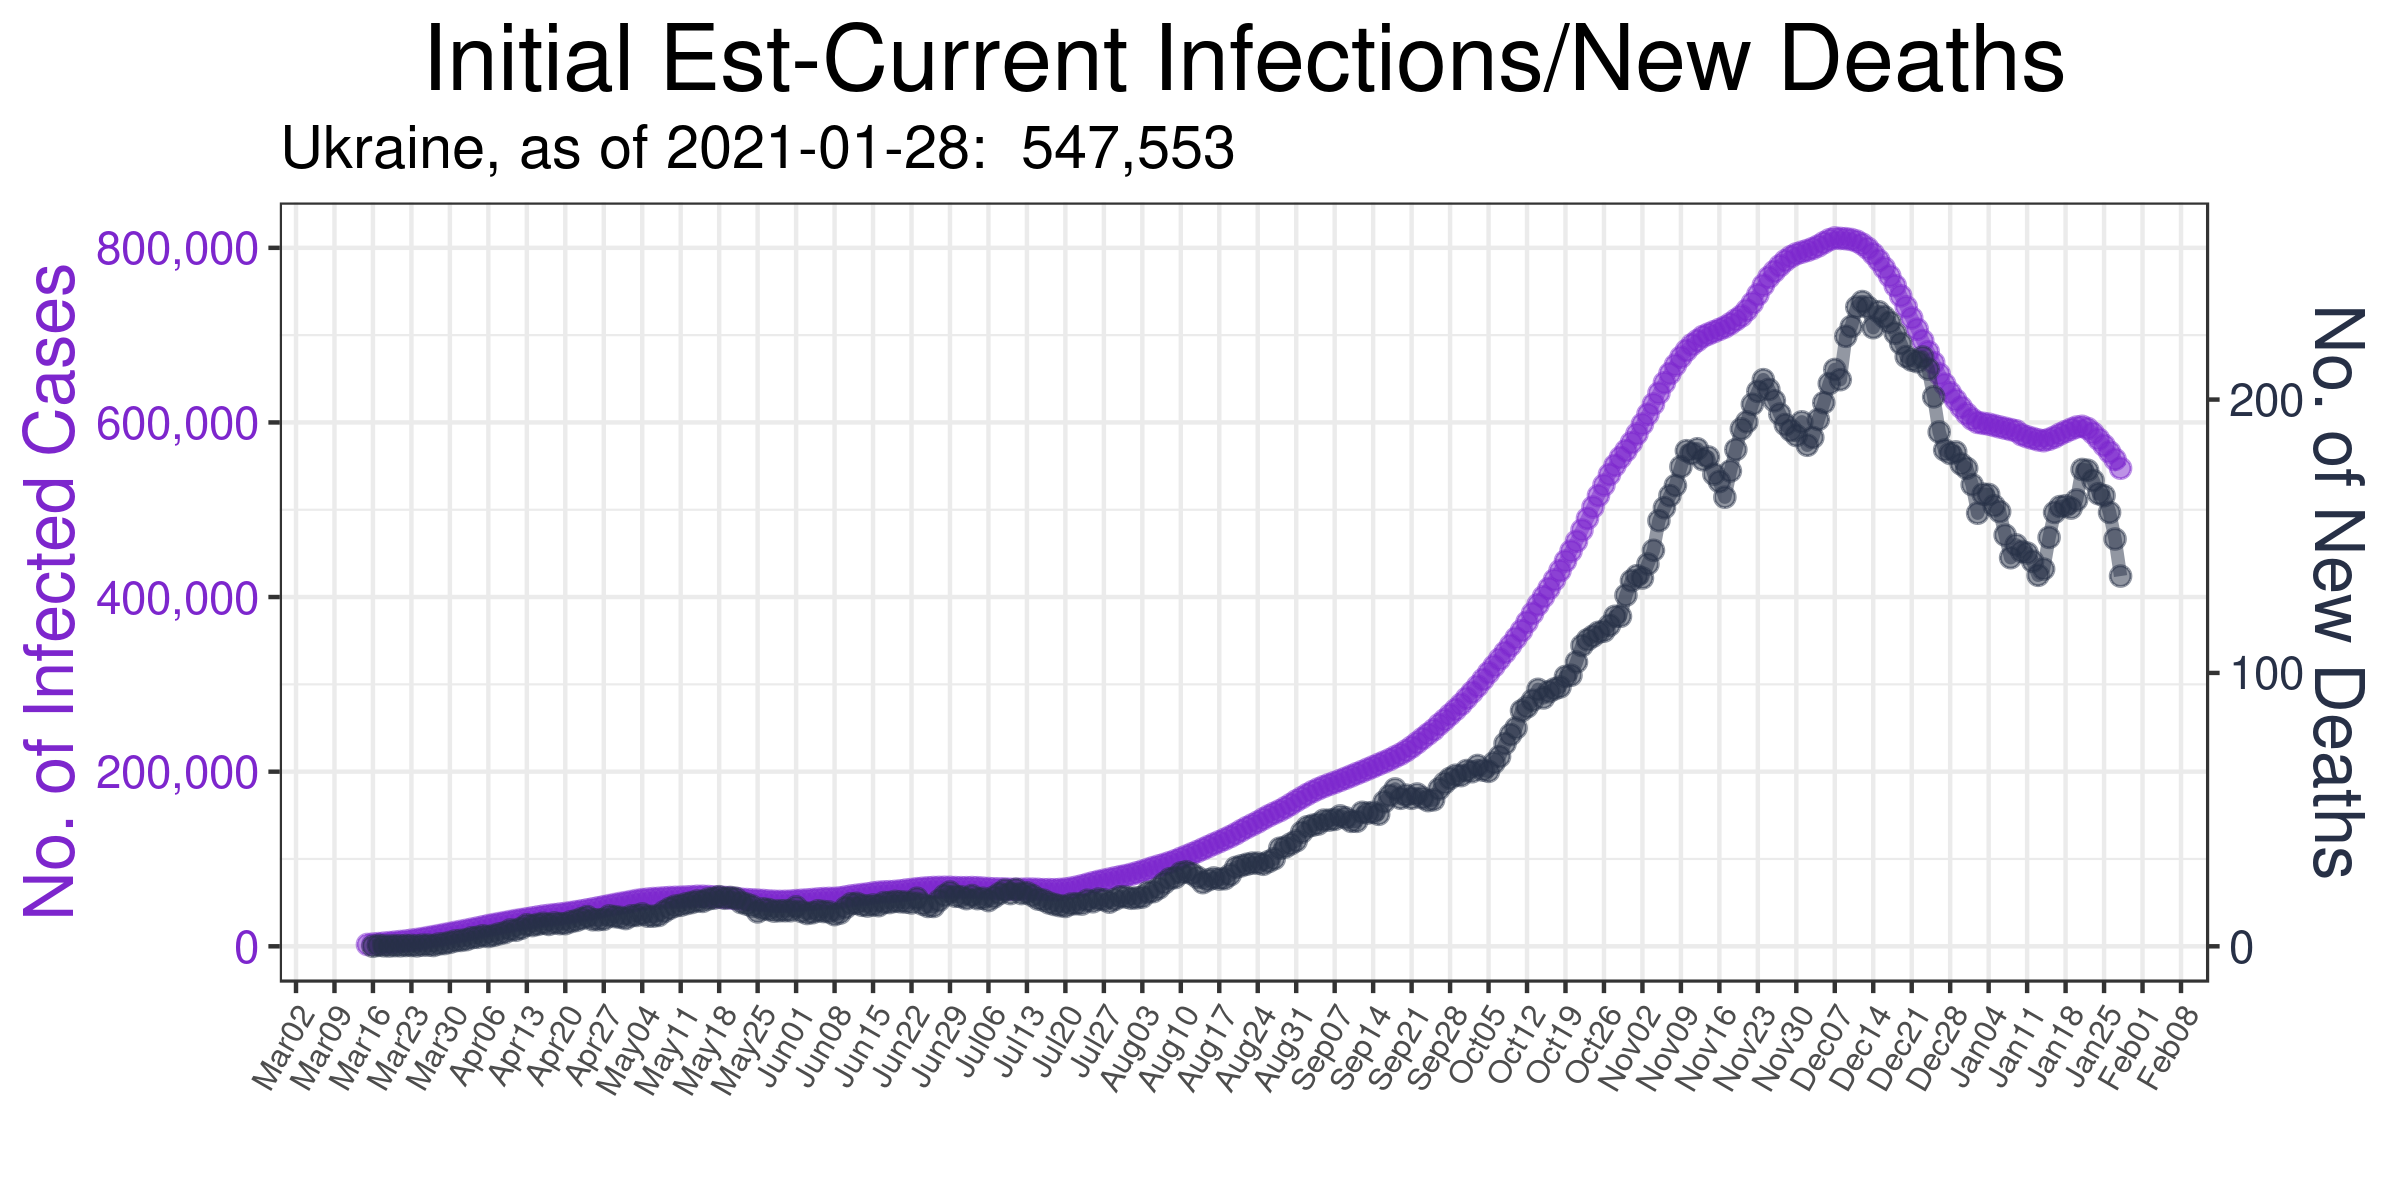 Initial Est-Current Infections/New Deaths
Ukraine, as of 2021-01-28:  547,553
No. of Infected Cases
800,000
600,000
400,000
200,000
0
200
100
0
No. of New Deaths
Mar02
Mar09
Mar16
Mar23
Mar30
Apr06
Apr13
Apr20
Apr27
May04
May11
May18
May25
Jun01
Jun08
Jun15
Jun22
Jun29
Jul06
Jul13
Jul20
Jul27
Aug03
Aug10
Aug17
Aug24
Aug31
Sep07
Sep14
Sep21
Sep28
Oct05
Oct12
Oct19
Oct26
Nov02
Nov09
Nov16
Nov23
Nov30
Dec07
Dec14
Dec21
Dec28
Jan04
Jan11
Jan18
Jan25
Feb01
Feb08